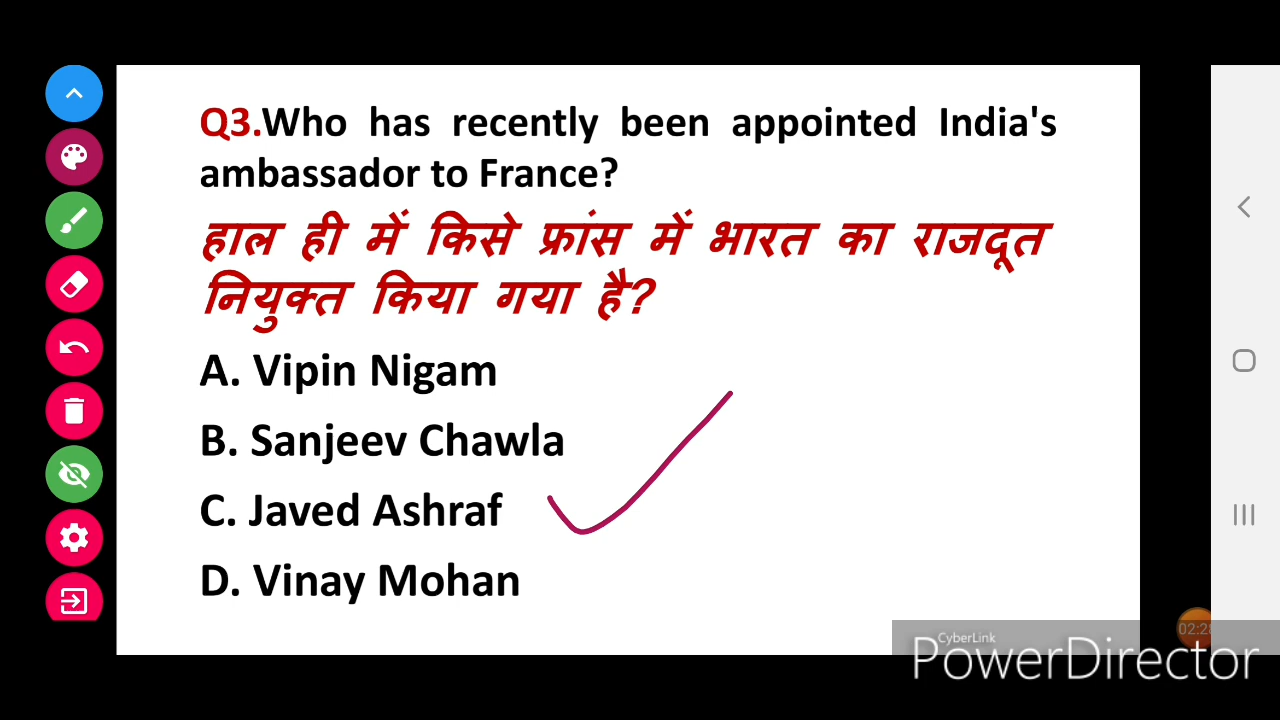 Q3.Who has recently been appointed India's
ambassador to France?
हाल ही में किसे फ्रांस में भारत का राजदूत
नियुक्त किया गया है?
A. Vipin Nigam
B. Sanjeev Chawla
C. Javed Ashraf
D. Vinay Mohan
CyberLink
PowerDirector